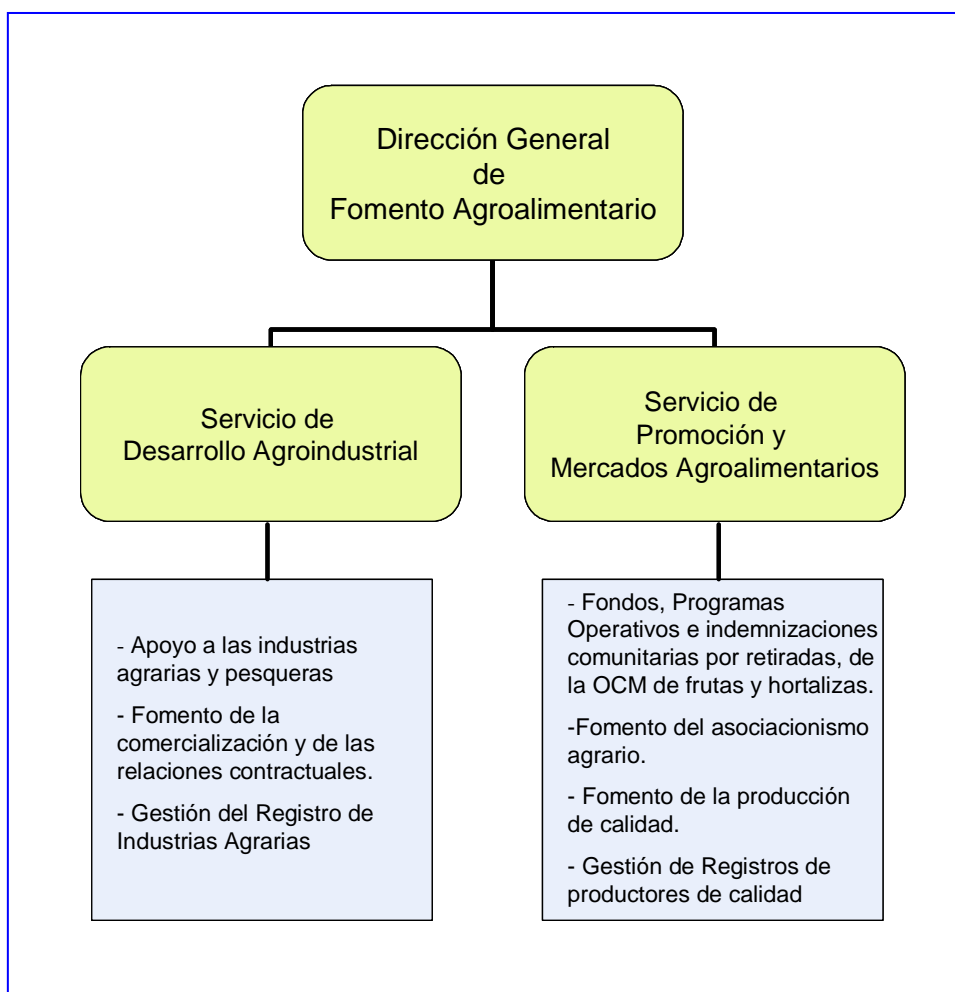 Dirección General
de
Fomento Agroalimentario
Servicio de
Desarrollo Agroindustrial
Servicio de
Promoción y
Mercados Agroalimentarios
- Apoyo a las industrias
agrarias y pesqueras
- Fomento de la
comercialización y de las
relaciones contractuales.
- Gestión del Registro de
Industrias Agrarias
- Fondos, Programas
Operativos e indemnizaciones
comunitarias por retiradas, de
la OCM de frutas y hortalizas.
-Fomento del asociacionismo
agrario.
- Fomento de la producción
de calidad.
- Gestión de Registros de
productores de calidad